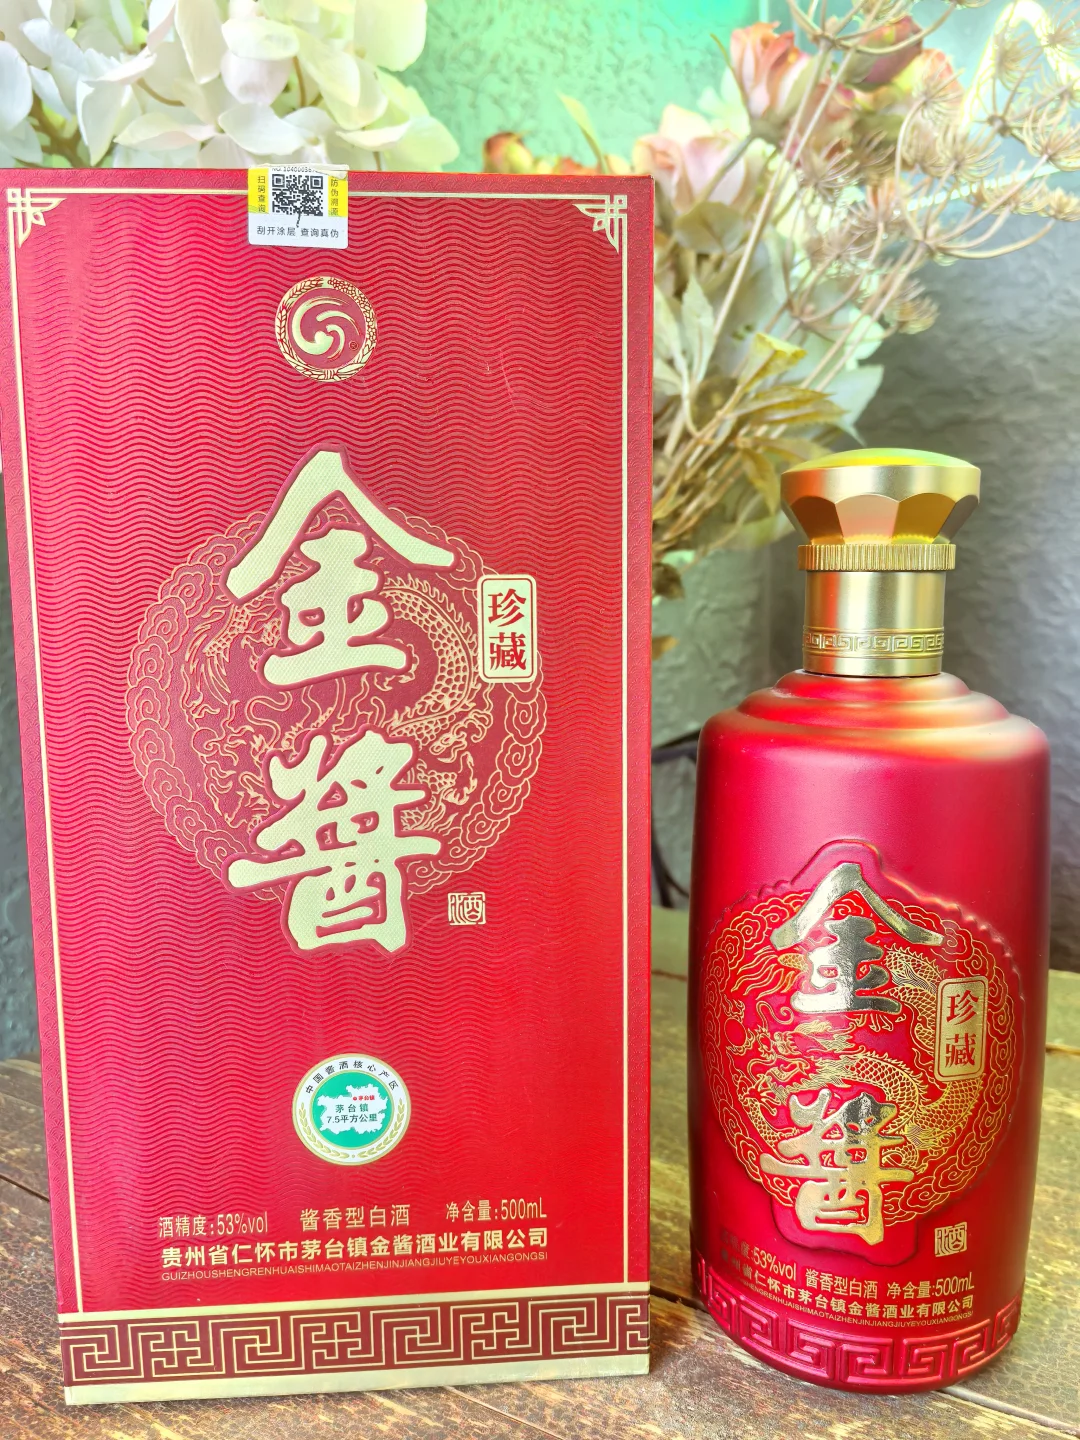 扫码查询
防伪溯源
刮开涂层 查询真伪
金酱
珍藏
酒
中国酱酒核心产区
茅台镇
茅台镇
7.5平方公里
酒精度:53%vol 酱香型白酒 净含量:500mL
贵州省仁怀市茅台镇金酱酒业有限公司
GUIZHOUSHENGRENHUAISHIMAOTAIZHENJINJIANGJIUYEYOUXIANGONGSI
金酱
珍藏
酒
度:53%vol 酱香型白酒 净含量:500mL
省仁怀市茅台镇金酱酒业有限公司
SHENGRENHUAISHIMAOTAIZHENJINJIANGJIUYEYOUXIANGONGSI